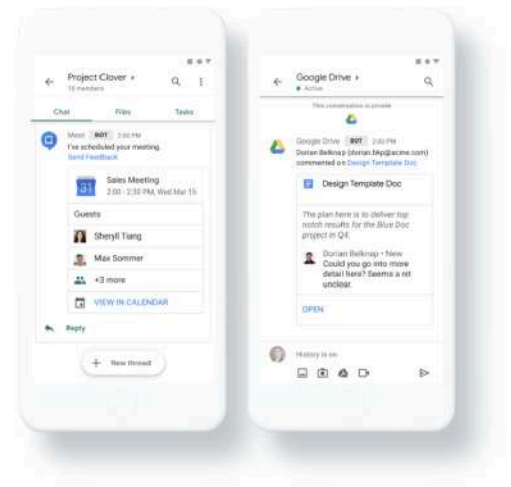 Project Clover ▸
18 members
Chat Files Tasks
Meet BOT 2:00 PM
I've scheduled your meeting.
Send Feedback
31
Sales Meeting
2:00 - 2:30 PM, Wed Mar 15
Guests
Sheryll Tiang
Max Sommer
+3 more
VIEW IN CALENDAR
Reply
+ New thread
Google Drive ▸
Active
This conversation is private
Google Drive BOT 2:00 PM
Dorian Belknap (dorian.bkp@acme.com)
commented on Design Template Doc
Design Template Doc
The plan here is to deliver top
notch results for the Blue Doc
project in Q4.
Dorian Belknap • New
Could you go into more
detail here? Seems a nit
unclear.
OPEN
History is on